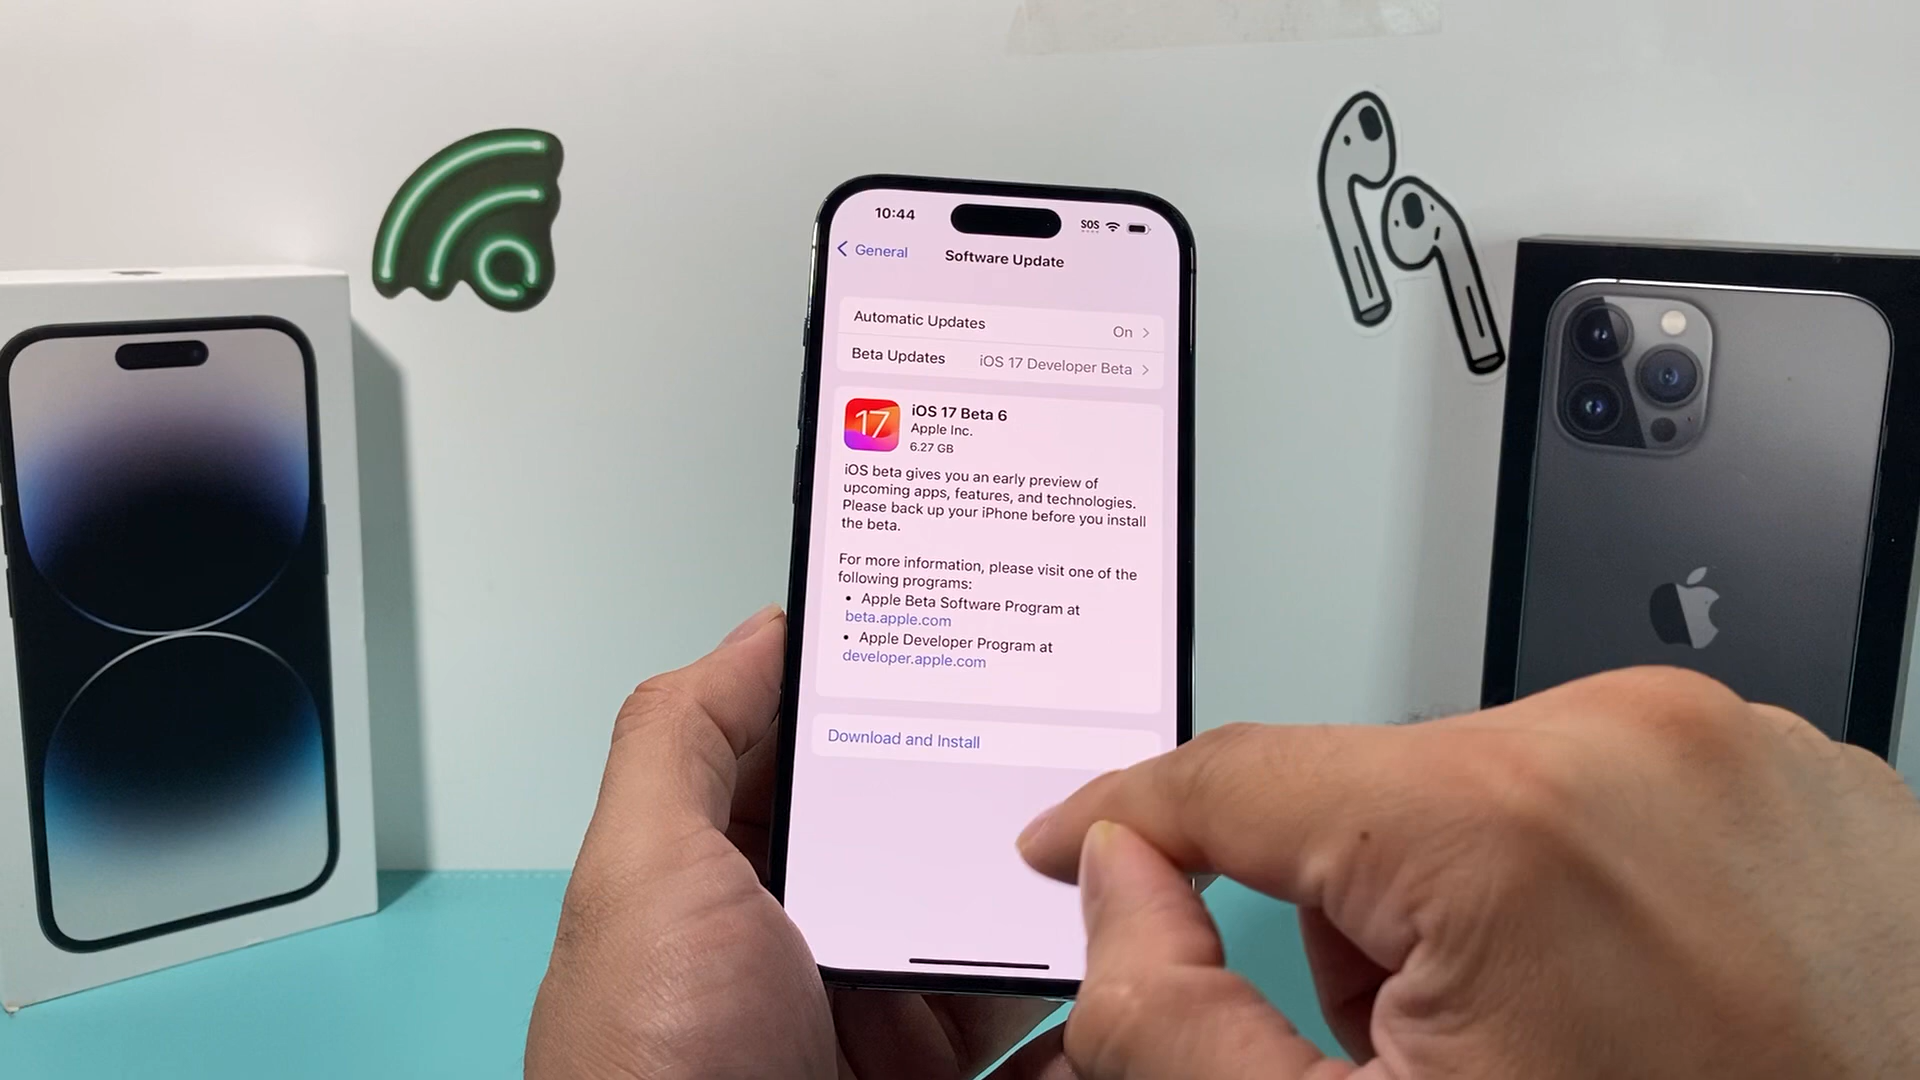 10:44
SOS
General
Software Update
Automatic Updates
On
Beta Updates
iOS 17 Developer Beta
17
iOS 17 Beta 6
Apple Inc.
6.27 GB
iOS beta gives you an early preview of
upcoming apps, features, and technologies.
Please back up your iPhone before you install
the beta.
For more information, please visit one of the
following programs:
• Apple Beta Software Program at
beta.apple.com
• Apple Developer Program at
developer.apple.com
Download and Install